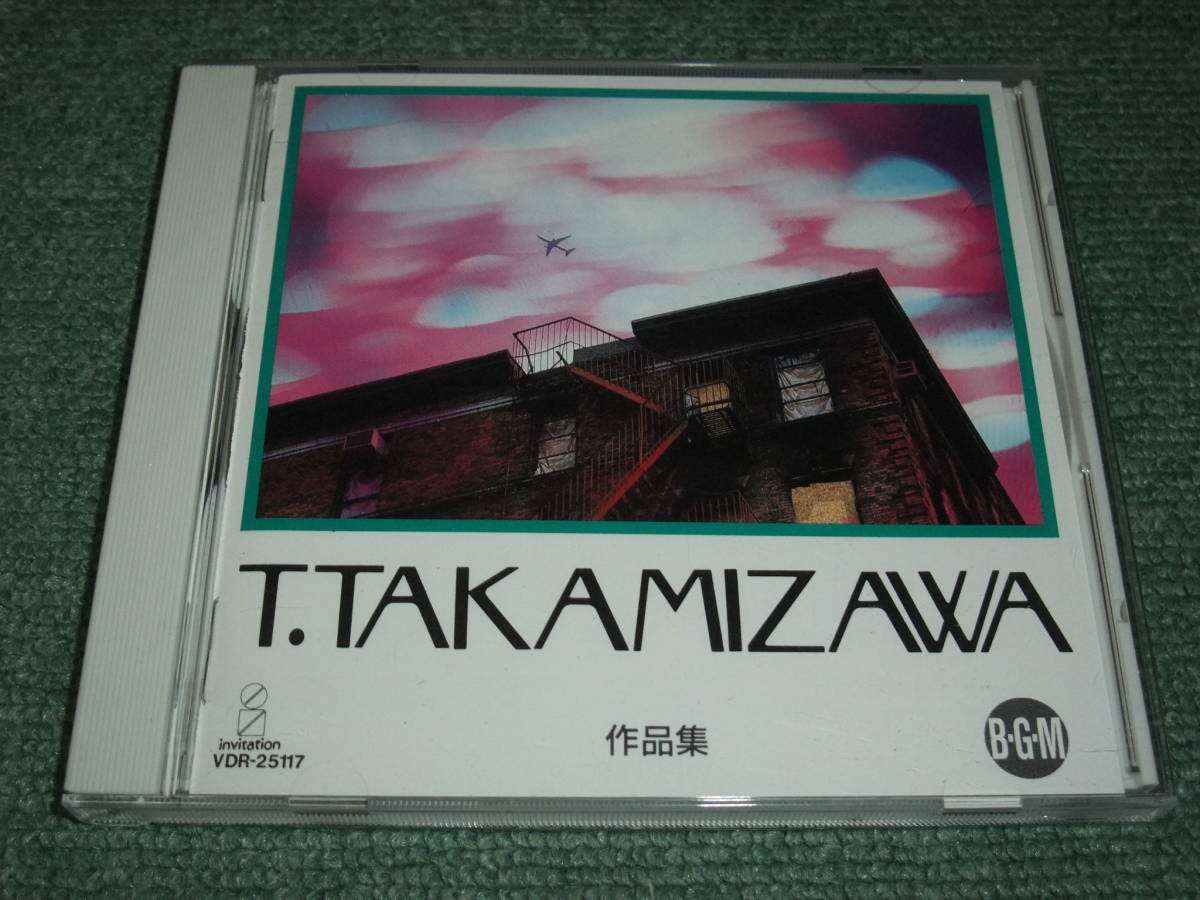 T.TAKAMIZAWA
invitation
VDR-25117
作品集
B·G·M